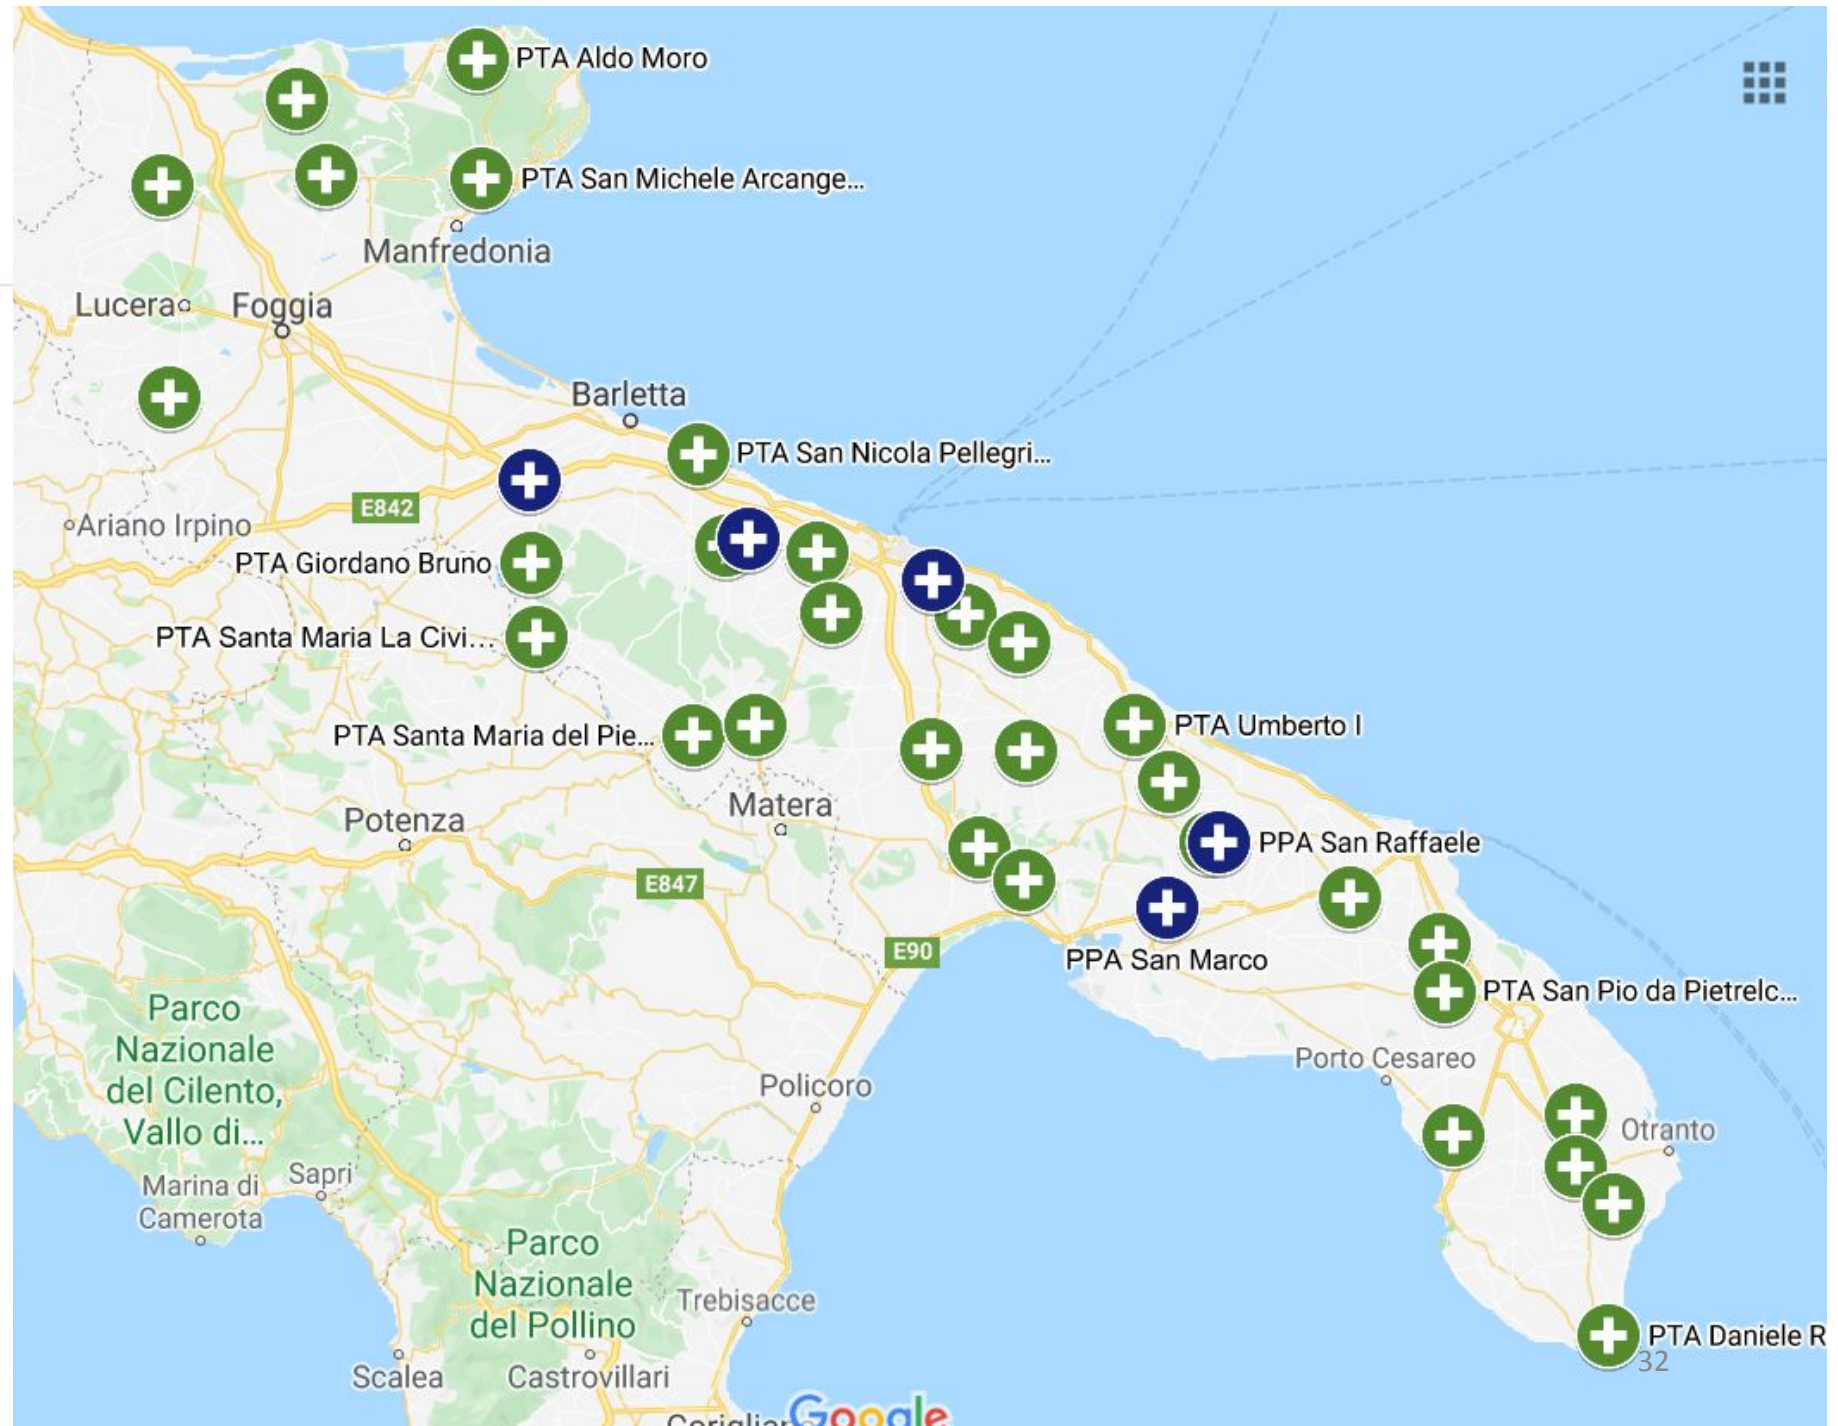 PTA Aldo Moro
PTA San Michele Arcange...
Manfredonia
Lucera
Foggia
Barletta
PTA San Nicola Pellegri...
E842
Ariano Irpino
PTA Giordano Bruno
PTA Santa Maria La Civi...
PTA Santa Maria del Pie...
PTA Umberto I
Matera
Potenza
PPA San Raffaele
E847
E90
PPA San Marco
PTA San Pio da Pietrelc...
Parco
Nazionale
del Cilento,
Vallo di...
Porto Cesareo
Policoro
Otranto
Sapri
Marina di
Camerota
Parco
Nazionale
del Pollino
Trebisacce
PTA Daniele R
32
Scalea
Castrovillari
Google